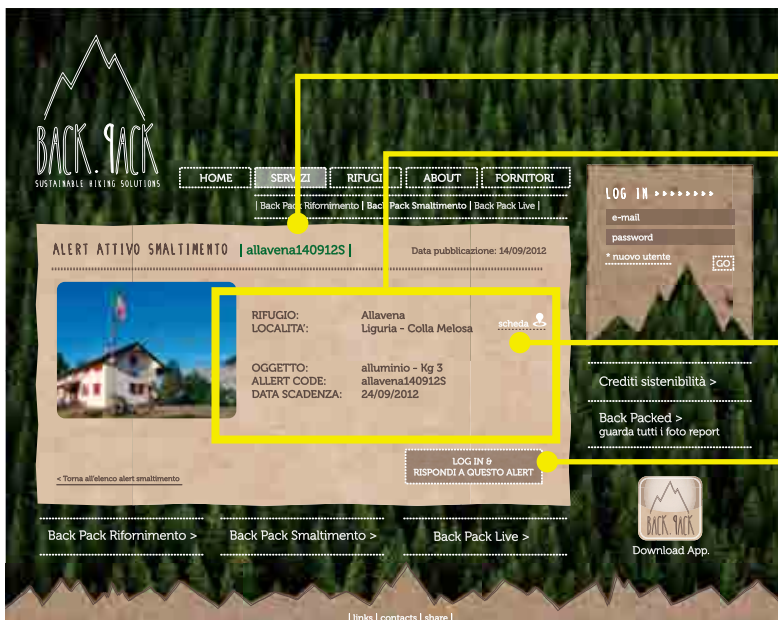 BACK.PACK
SUSTAINABLE HIKING SOLUTIONS
HOME
SERVIZI
RIFUGI
ABOUT
FORNITORI
| Back Pack Rifornimento | Back Pack Smaltimento | Back Pack Live |
LOG IN
e-mail
password
* nuovo utente
GO
ALERT ATTIVO SMALTIMENTO | allavena140912S |
Data pubblicazione: 14/09/2012
RIFUGIO: Allavena
LOCALITA': Liguria - Colla Melosa
scheda
OGGETTO: alluminio - Kg 3
ALLERT CODE: allavena140912S
DATA SCADENZA: 24/09/2012
LOG IN &
RISPONDI A QUESTO ALERT
< Torna all'elenco alert smaltimento
Crediti sistenibilità >
Back Packed >
guarda tutti i foto report
BACK.PACK
Download App.
Back Pack Rifornimento >
Back Pack Smaltimento >
Back Pack Live >
| links | contacts | share |